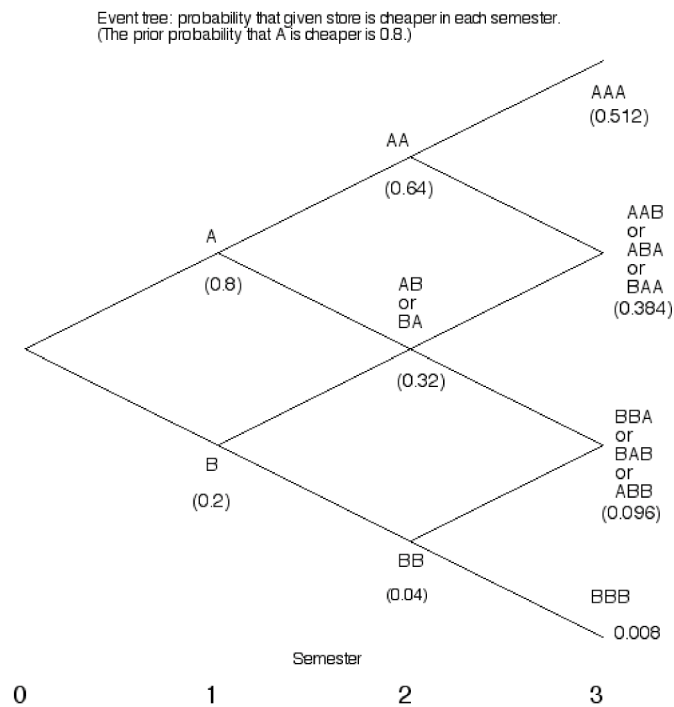 Event tree: probability that given store is cheaper in each semester.
(The prior probability that A is cheaper is 0.8.)
AAA
(0.512)
AA
(0.64)
AAB
or
ABA
or
BAA
(0.384)
A
(0.8)
AB
or
BA
(0.32)
BBA
or
BAB
or
ABB
(0.096)
B
(0.2)
BB
(0.04)
BBB
0.008
Semester
0 1 2 3